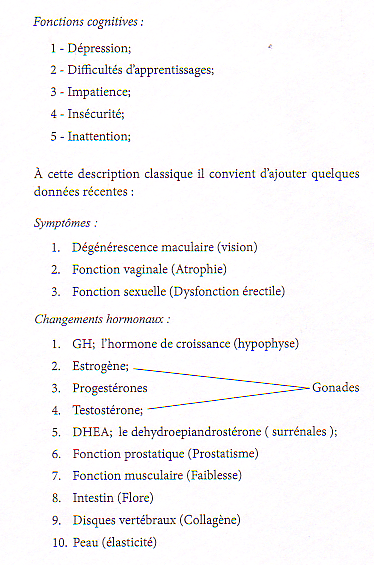 Fonctions cognitives :
1 - Dépression;
2 - Difficultés d'apprentissages;
3 - Impatience;
4 - Insécurité;
5 - Inattention;
À cette description classique il convient d'ajouter quelques
données récentes :
Symptômes :
1. Dégénérescence maculaire (vision)
2. Fonction vaginale (Atrophie)
3. Fonction sexuelle (Dysfonction érectile)
Changements hormonaux :
1. GH; l'hormone de croissance (hypophyse)
2. Estrogène;
3. Progestérones Gonades
4. Testostérone;
5. DHEA; le dehydroepiandrostérone ( surrénales );
6. Fonction prostatique (Prostatisme)
7. Fonction musculaire (Faiblesse)
8. Intestin (Flore)
9. Disques vertébraux (Collagène)
10. Peau (élasticité)